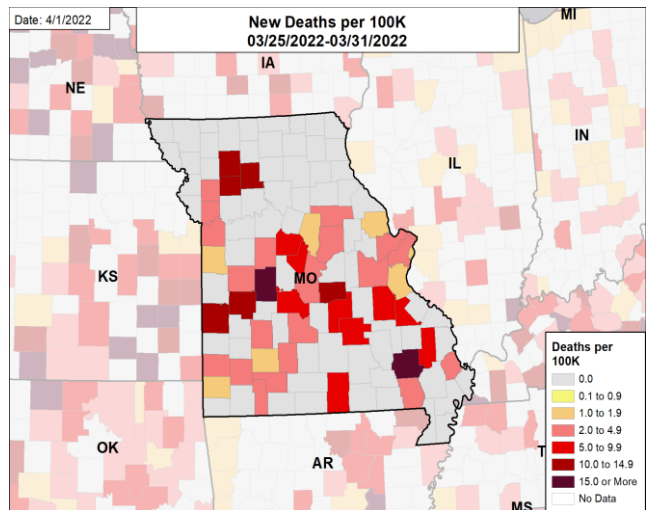 Date: 4/1/2022
New Deaths per 100K
03/25/2022-03/31/2022
MI
IA
NE
IN
IL
KS
MO
OK
AR
MS
T
Deaths per
100K
0.0
0.1 to 0.9
1.0 to 1.9
2.0 to 4.9
5.0 to 9.9
10.0 to 14.9
15.0 or More
No Data